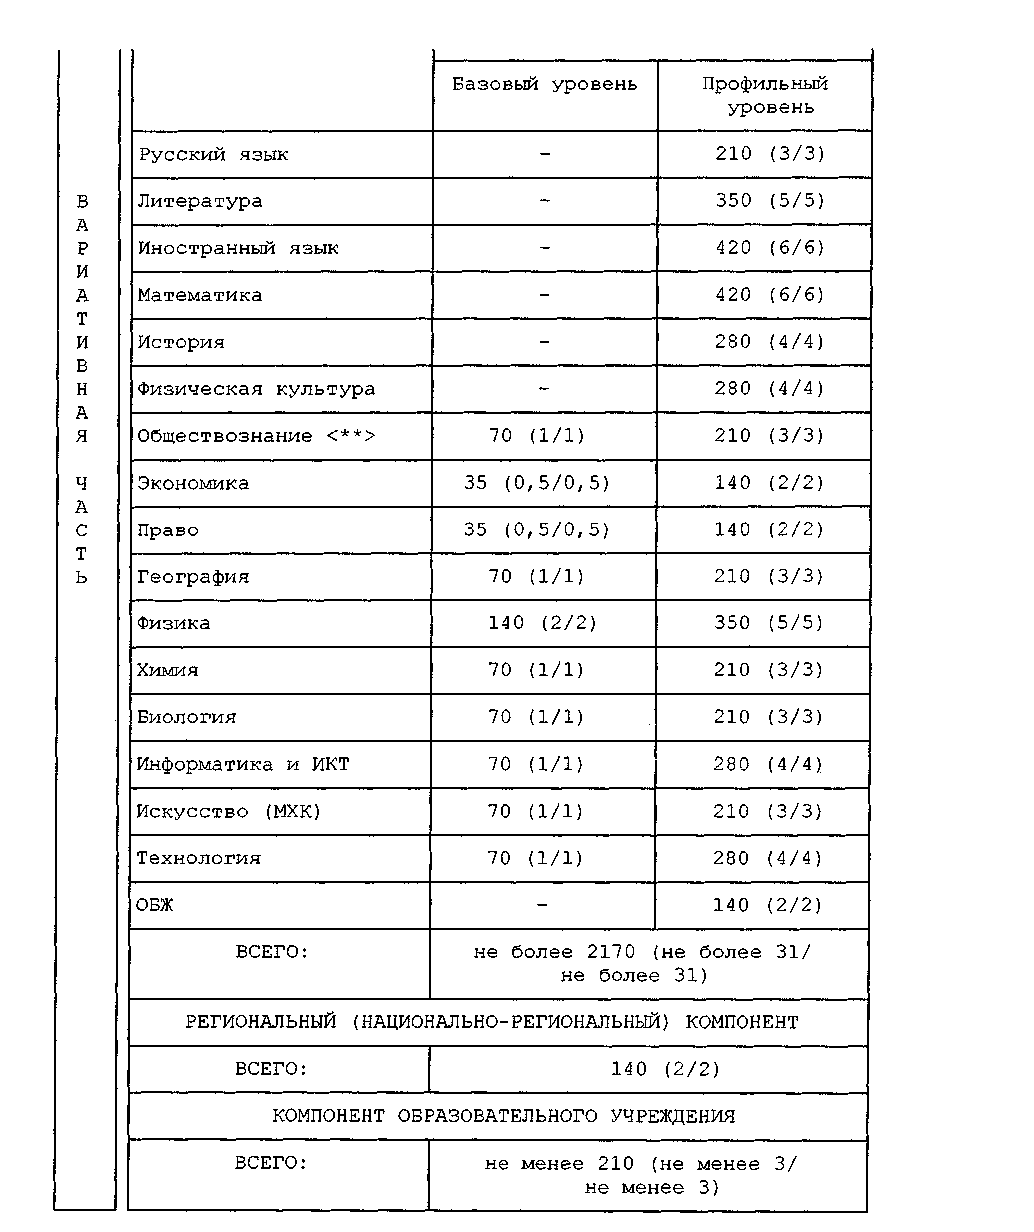 Базовый уровень Профильный
уровень
Русский язык - 210 (3/3)
Литература - 350 (5/5)
Иностранный язык - 420 (6/6)
Математика - 420 (6/6)
История - 280 (4/4)
Физическая культура - 280 (4/4)
Обществознание <**> 70 (1/1) 210 (3/3)
Экономика 35 (0,5/0,5) 140 (2/2)
Право 35 (0,5/0,5) 140 (2/2)
География 70 (1/1) 210 (3/3)
Физика 140 (2/2) 350 (5/5)
Химия 70 (1/1) 210 (3/3)
Биология 70 (1/1) 210 (3/3)
Информатика и ИКТ 70 (1/1) 280 (4/4)
Искусство (МХК) 70 (1/1) 210 (3/3)
Технология 70 (1/1) 280 (4/4)
ОБЖ - 140 (2/2)
ВСЕГО: не более 2170 (не более 31/
не более 31)
РЕГИОНАЛЬНЫЙ (НАЦИОНАЛЬНО-РЕГИОНАЛЬНЫЙ) КОМПОНЕНТ
ВСЕГО: 140 (2/2)
КОМПОНЕНТ ОБРАЗОВАТЕЛЬНОГО УЧРЕЖДЕНИЯ
ВСЕГО: не менее 210 (не менее 3/
не менее 3)
ВАРИАТИВНАЯ ЧАСТЬ